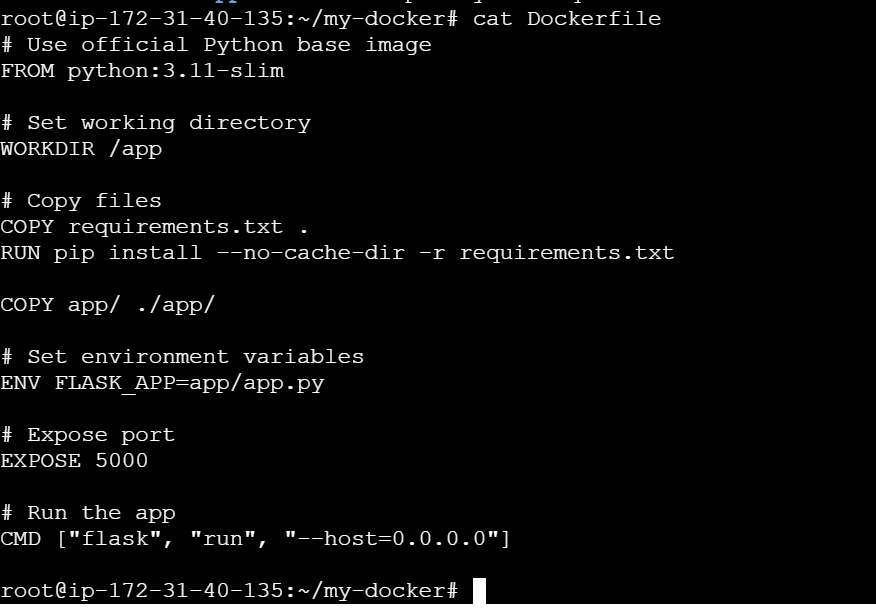 root@ip-172-31-40-135:~/my-docker# cat Dockerfile
# Use official Python base image
FROM python:3.11-slim
# Set working directory
WORKDIR /app
# Copy files
COPY requirements.txt .
RUN pip install --no-cache-dir -r requirements.txt
COPY app/ ./app/
# Set environment variables
ENV FLASK_APP=app/app.py
# Expose port
EXPOSE 5000
# Run the app
CMD ["flask", "run", "--host=0.0.0.0"]
root@ip-172-31-40-135:~/my-docker#